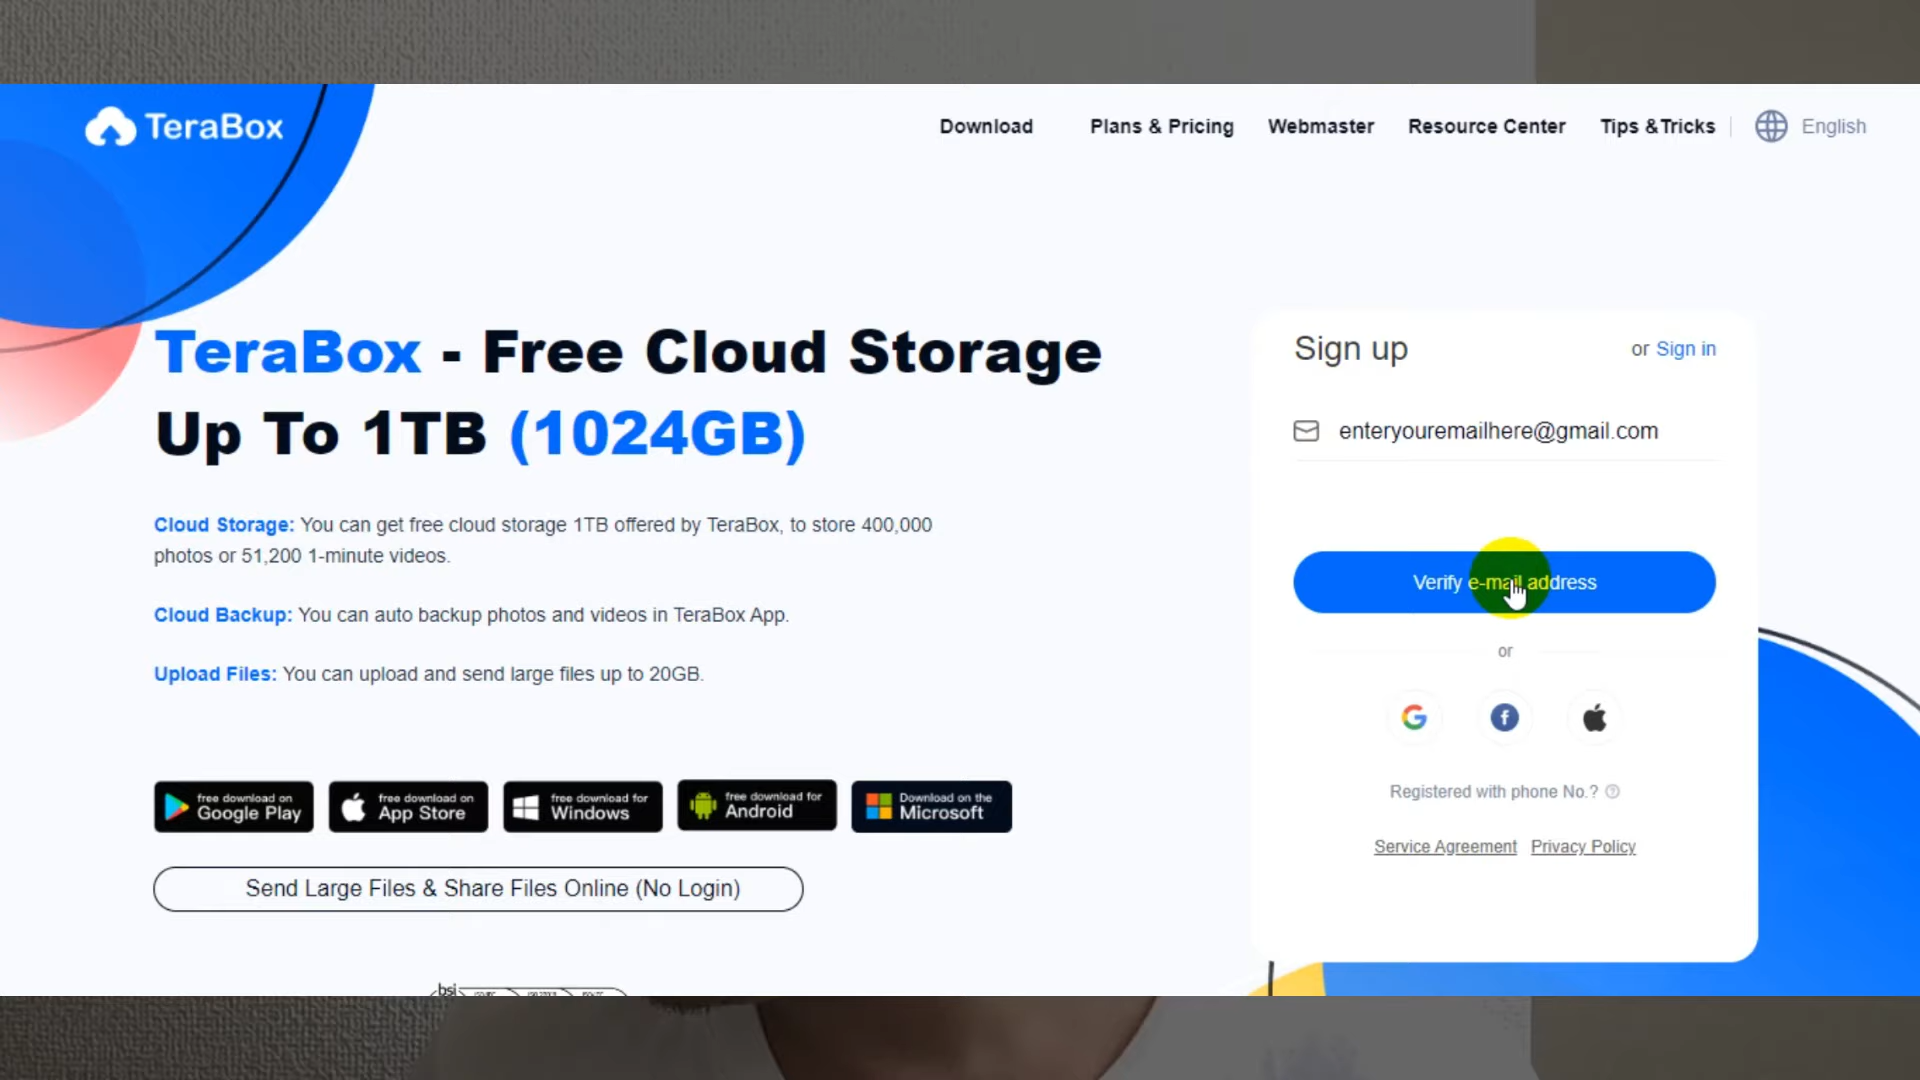 TeraBox
Download Plans & Pricing Webmaster Resource Center Tips &Tricks English
TeraBox - Free Cloud Storage
Up To 1TB (1024GB)
Cloud Storage: You can get free cloud storage 1TB offered by TeraBox, to store 400,000
photos or 51,200 1-minute videos.
Cloud Backup: You can auto backup photos and videos in TeraBox App.
Upload Files: You can upload and send large files up to 20GB.
free download on
Google Play
free download on
App Store
free download for
Windows
free download for
Android
Download on the
Microsoft
Send Large Files & Share Files Online (No Login)
bsi
Sign up
or Sign in
enteryouremailhere@gmail.com
Verify e-mail address
or
Registered with phone No.?
Service Agreement Privacy Policy